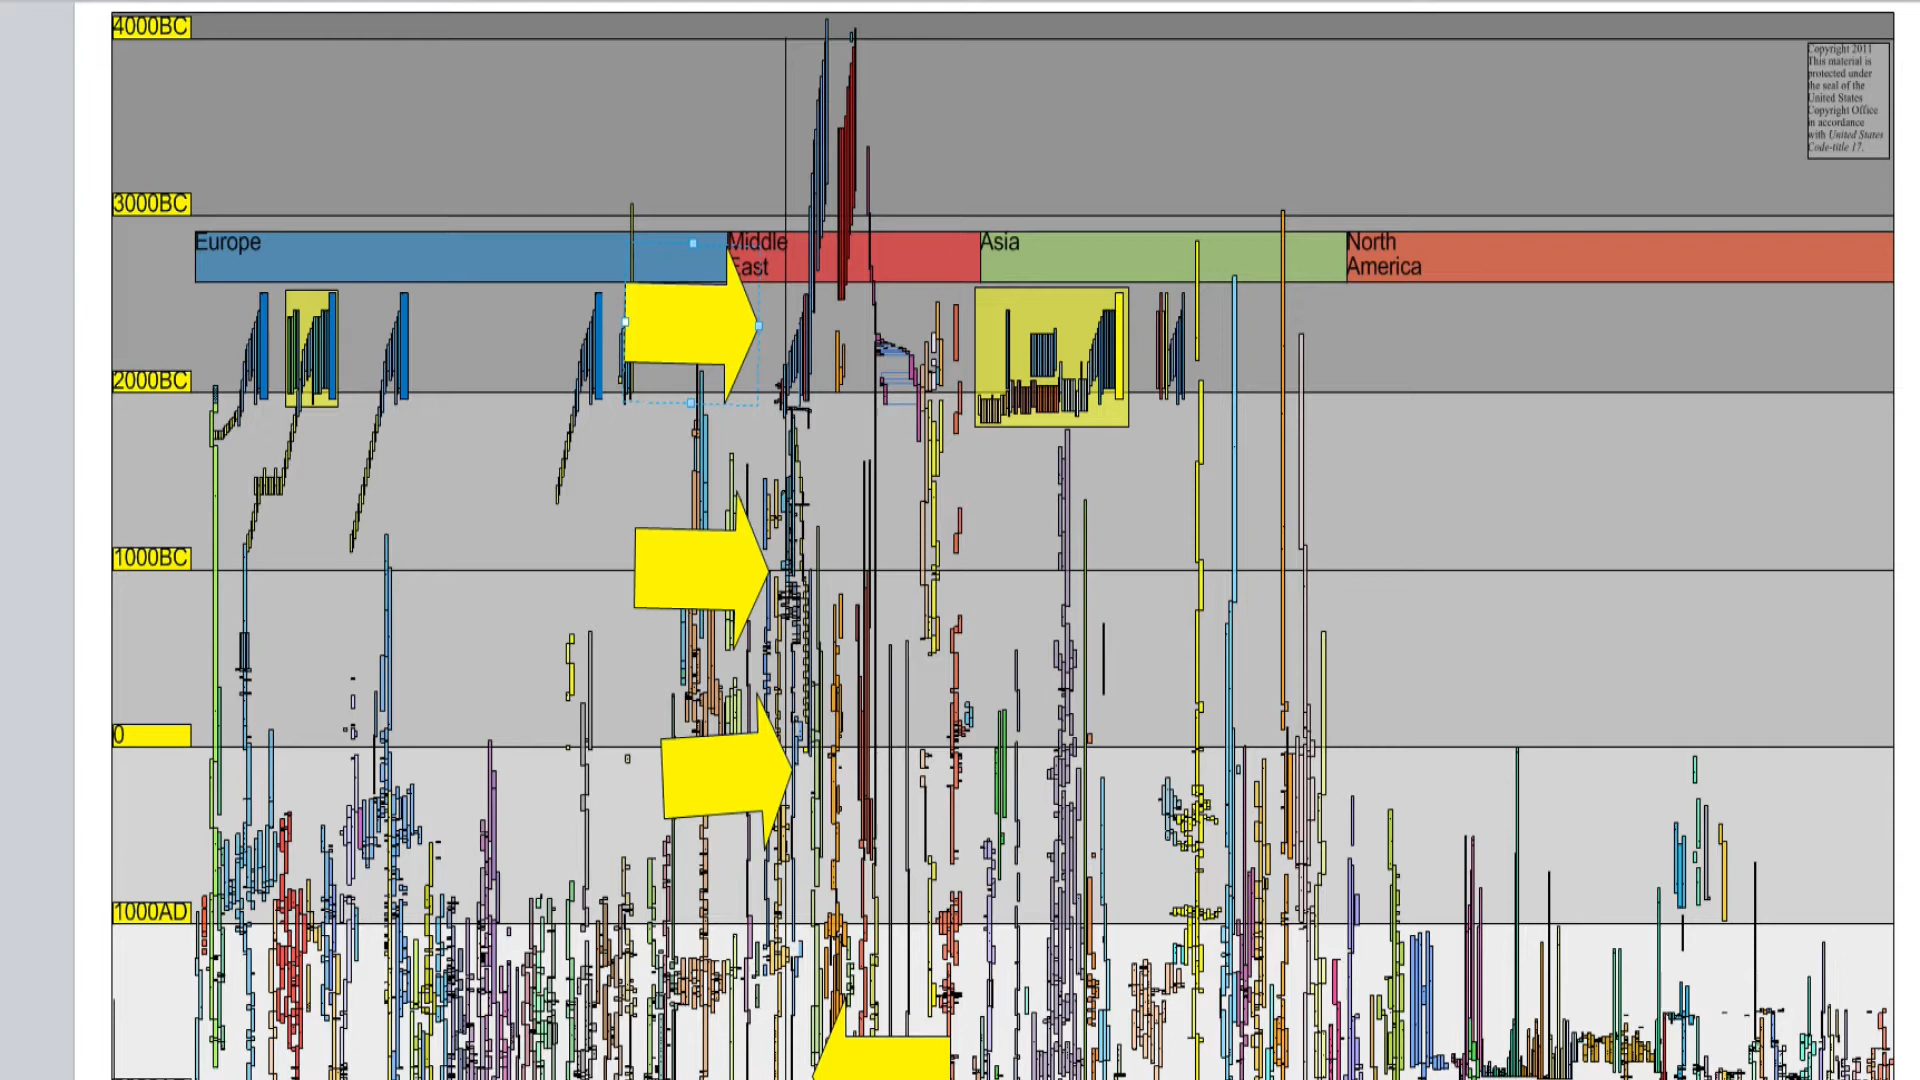 4000BC
Copyright 2011
This material is
protected under
the seal of the
United States
Copyright Office
in accordance
with United States
Code-title 17.
3000BC
Europe
Middle
East
Asia
North
America
2000BC
1000BC
0
1000AD